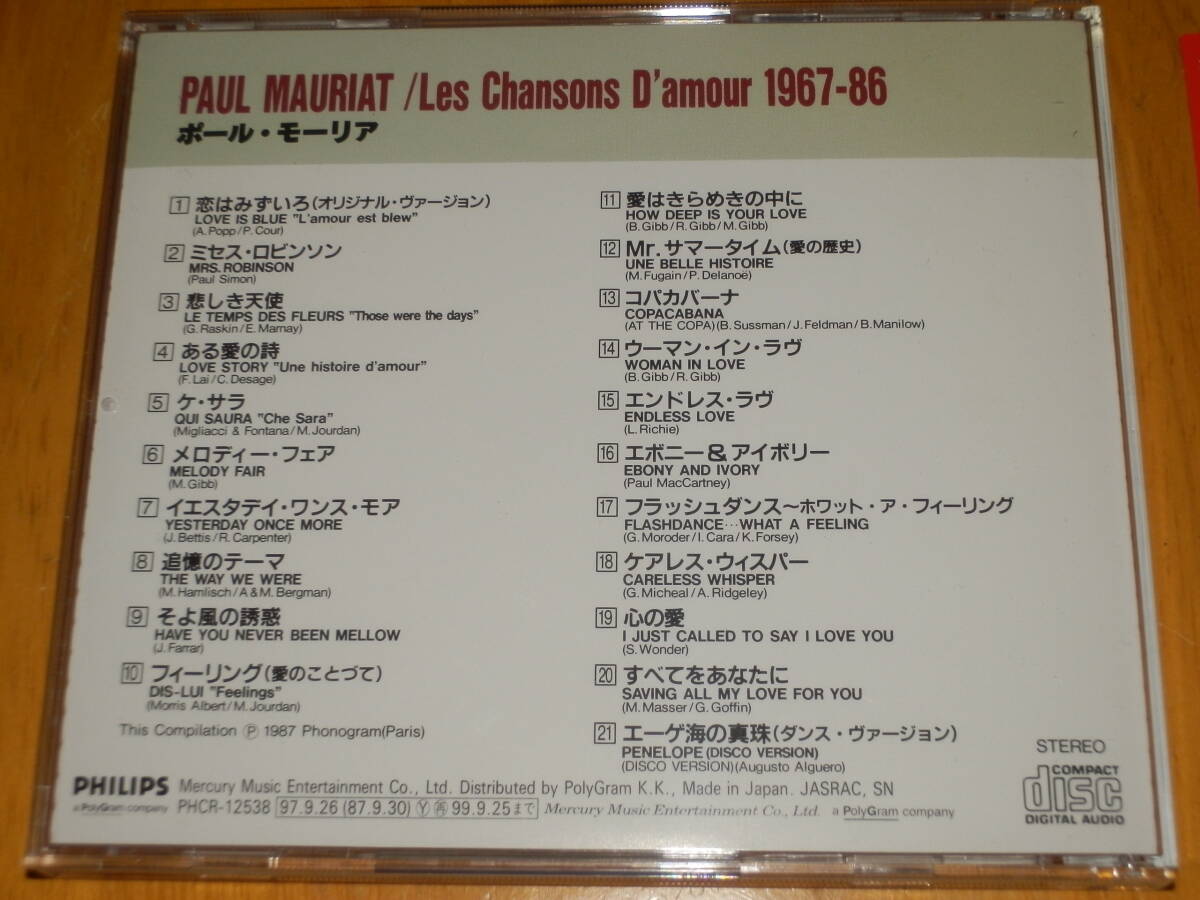 PAUL MAURIAT /Les Chansons D'amour 1967-86
ポール・モーリア
1 恋はみずいろ(オリジナル・ヴァージョン)
LOVE IS BLUE "L'amour est blew"
(A. Popp/P. Cour)
2 ミセス・ロビンソン
MRS. ROBINSON
(Paul Simon)
3 悲しき天使
LE TEMPS DES FLEURS "Those were the days"
(G. Raskin/E. Marnay)
4 ある愛の詩
LOVE STORY "Une histoire d'amour"
(F. Lai/C. Desage)
5 ケ・サラ
QUI SAURA "Che Sara"
(Migliacci & Fontana/M. Jourdan)
6 メロディー・フェア
MELODY FAIR
(M. Gibb)
7 イエスタデイ・ワンス・モア
YESTERDAY ONCE MORE
(J. Bettis/R. Carpenter)
8 追憶のテーマ
THE WAY WE WERE
(M. Hamlisch/A&M. Bergman)
9 そよ風の誘惑
HAVE YOU NEVER BEEN MELLOW
(J. Farrar)
10 フィーリング(愛のことづて)
DIS-LUI "Feelings"
(Morris Albert/M. Jourdan)
11 愛はきらめきの中に
HOW DEEP IS YOUR LOVE
(B. Gibb/R. Gibb/M. Gibb)
12 Mr.サマータイム(愛の歴史)
UNE BELLE HISTOIRE
(M. Fugain/P. Delanoë)
13 コパカバーナ
COPACABANA
(AT THE COPA)(B. Sussman/J. Feldman/B. Manilow)
14 ウーマン・イン・ラヴ
WOMAN IN LOVE
(B. Gibb/R. Gibb)
15 エンドレス・ラヴ
ENDLESS LOVE
(L. Richie)
16 エボニー&アイボリー
EBONY AND IVORY
(Paul MacCartney)
17 フラッシュダンス〜ホワット・ア・フィーリング
FLASHDANCE…WHAT A FEELING
(G. Moroder/I. Cara/K. Forsey)
18 ケアレス・ウィスパー
CARELESS WHISPER
(G. Micheal/A. Ridgeley)
19 心の愛
I JUST CALLED TO SAY I LOVE YOU
(S. Wonder)
20 すべてをあなたに
SAVING ALL MY LOVE FOR YOU
(M. Masser/G. Goffin)
21 エーゲ海の真珠(ダンス・ヴァージョン)
PENELOPE (DISCO VERSION)
(DISCO VERSION)(Augusto Alguero)
This Compilation Ⓟ 1987 Phonogram(Paris)
PHILIPS Mercury Music Entertainment Co., Ltd. Distributed by PolyGram K.K., Made in Japan. JASRAC, SN
a PolyGram company PHCR-12538 97.9.26 (87.9.30) Ⓨ 再 99.9.25まで Mercury Music Entertainment Co., Ltd. a PolyGram company
STEREO
COMPACT
disc
DIGITAL AUDIO